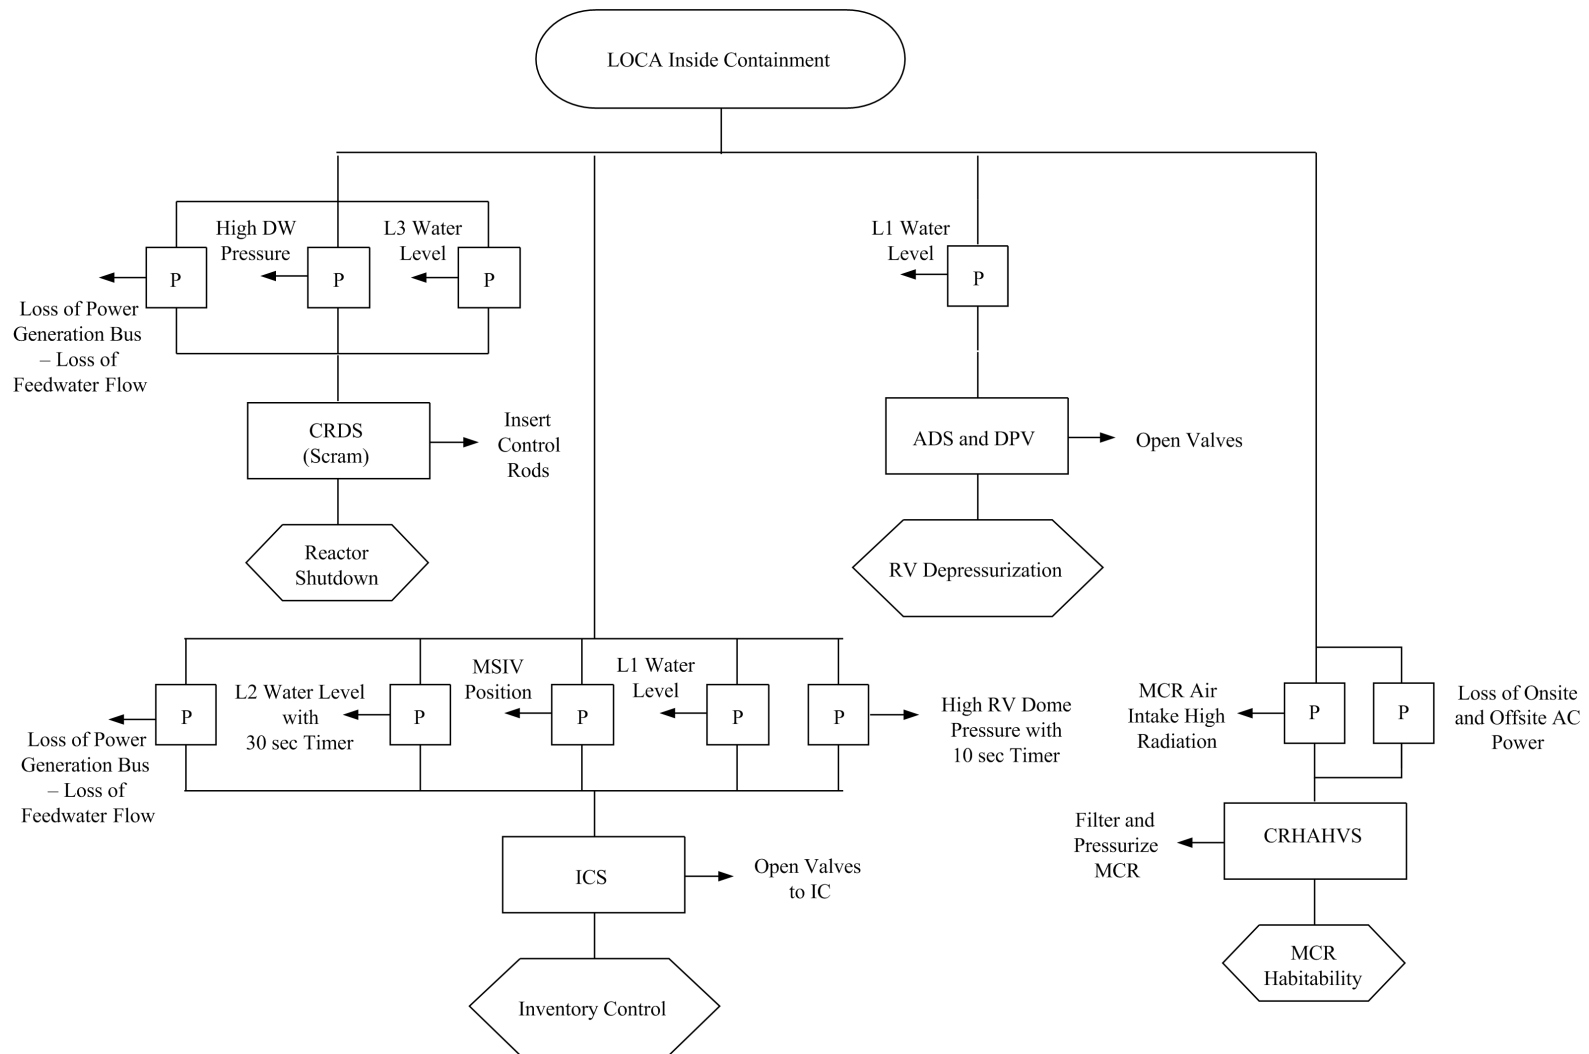 LOCA Inside Containment
High DW
Pressure
L3 Water
Level
L1 Water
Level
P
P
P
P
Loss of Power
Generation Bus
– Loss of
Feedwater Flow
CRDS
(Scram)
Insert
Control
Rods
ADS and DPV
Open Valves
Reactor
Shutdown
RV Depressurization
L2 Water Level
with
30 sec Timer
MSIV
Position
L1 Water
Level
P
P
P
P
P
Loss of Power
Generation Bus
– Loss of
Feedwater Flow
High RV Dome
Pressure with
10 sec Timer
MCR Air
Intake High
Radiation
P
P
Loss of Onsite
and Offsite AC
Power
ICS
Open Valves
to IC
Filter and
Pressurize
MCR
CRHAHVS
Inventory Control
MCR
Habitability